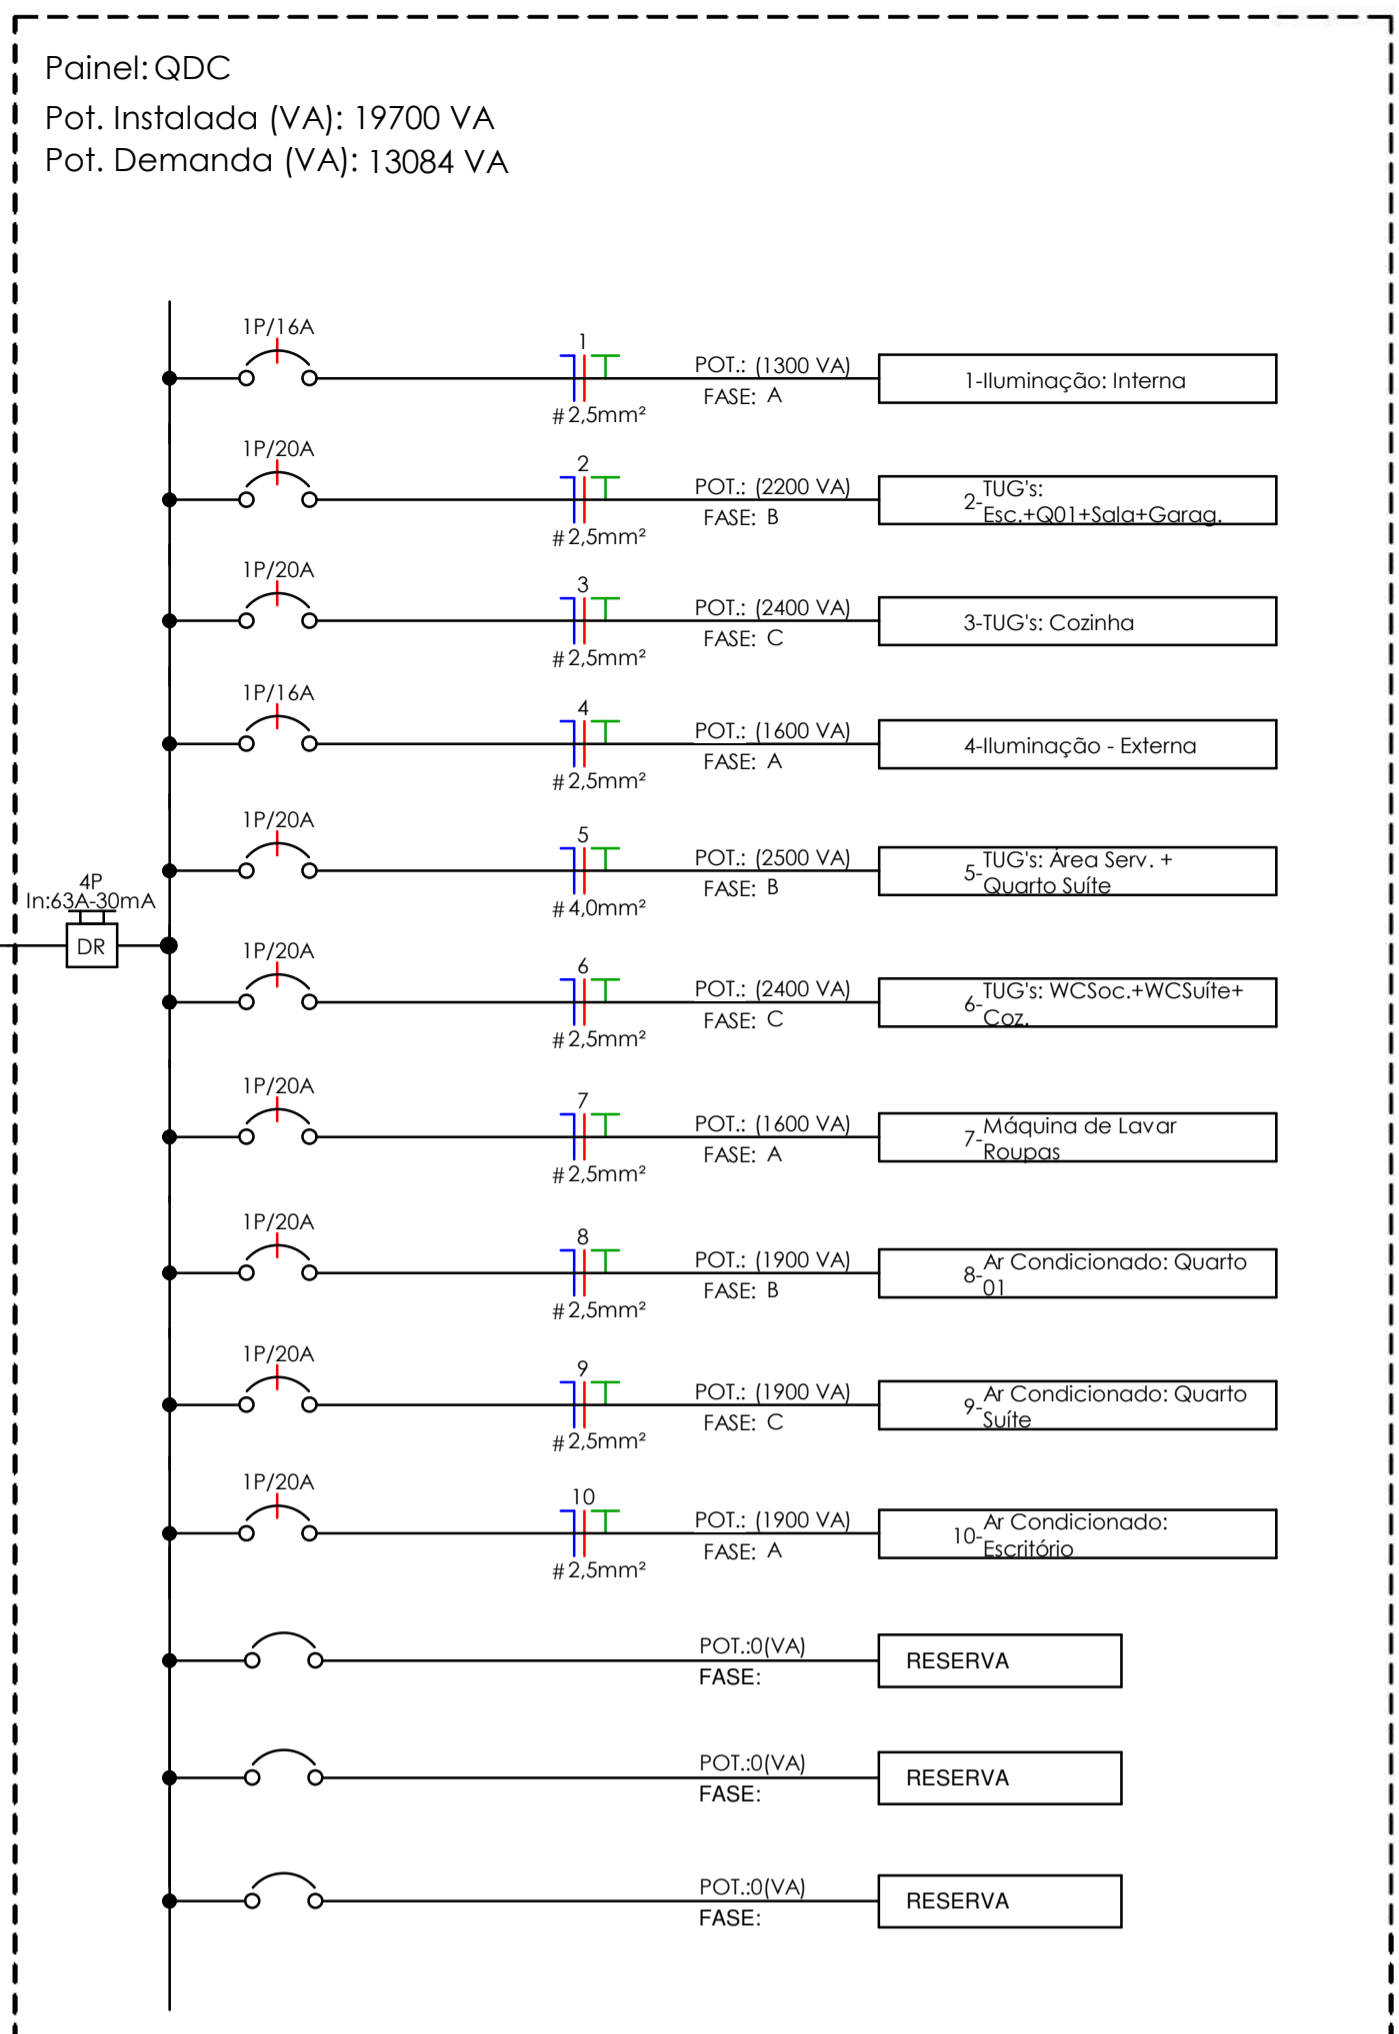 Painel: QDC
Pot. Instalada (VA): 19700 VA
Pot. Demanda (VA): 13084 VA
1P/16A
1
#2,5mm²
POT.: (1300 VA)
FASE: A
1-Iluminação: Interna
1P/20A
2
#2,5mm²
POT.: (2200 VA)
FASE: B
2-TUG's:
Esc.+Q01+Sala+Garag.
1P/20A
3
#2,5mm²
POT.: (2400 VA)
FASE: C
3-TUG's: Cozinha
1P/16A
4
#2,5mm²
POT.: (1600 VA)
FASE: A
4-Iluminação - Externa
1P/20A
5
#4,0mm²
POT.: (2500 VA)
FASE: B
5-TUG's: Área Serv. +
Quarto Suíte
4P
In:63A-30mA
DR
1P/20A
6
#2,5mm²
POT.: (2400 VA)
FASE: C
6-TUG's: WCSoc.+WCSuíte+
Coz.
1P/20A
7
#2,5mm²
POT.: (1600 VA)
FASE: A
7-Máquina de Lavar
Roupas
1P/20A
8
#2,5mm²
POT.: (1900 VA)
FASE: B
8-Ar Condicionado: Quarto
01
1P/20A
9
#2,5mm²
POT.: (1900 VA)
FASE: C
9-Ar Condicionado: Quarto
Suíte
1P/20A
10
#2,5mm²
POT.: (1900 VA)
FASE: A
10-Ar Condicionado:
Escritório
POT.:0(VA)
FASE:
RESERVA
POT.:0(VA)
FASE:
RESERVA
POT.:0(VA)
FASE:
RESERVA